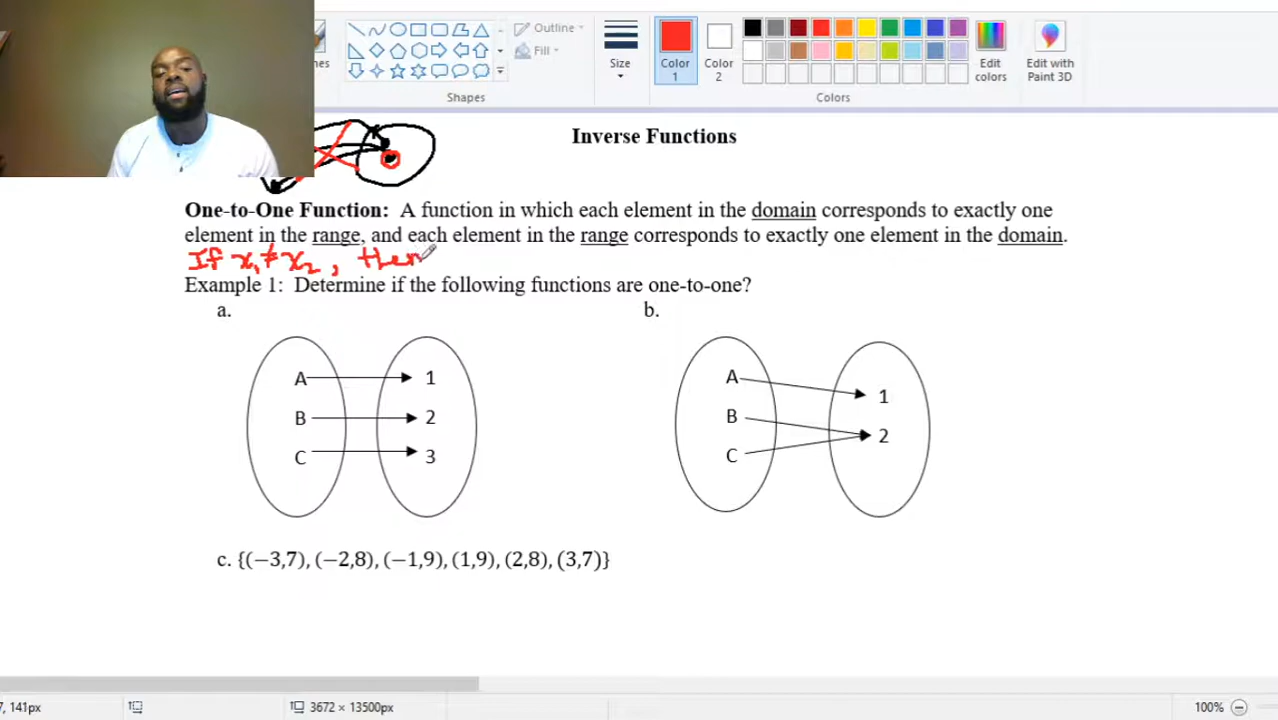 Outline
Fill
Size
Color
1
Color
2
Edit
colors
Edit with
Paint 3D
Shapes
Colors
Inverse Functions
One-to-One Function: A function in which each element in the domain corresponds to exactly one
element in the range, and each element in the range corresponds to exactly one element in the domain.
If x₁ ≠ x₂, then
Example 1: Determine if the following functions are one-to-one?
a.
b.
A 1
B 2
C 3
A 1
B 2
C
c. {(−3,7), (−2,8), (−1,9), (1,9), (2,8), (3,7)}
141px
3672 × 13500px
100%